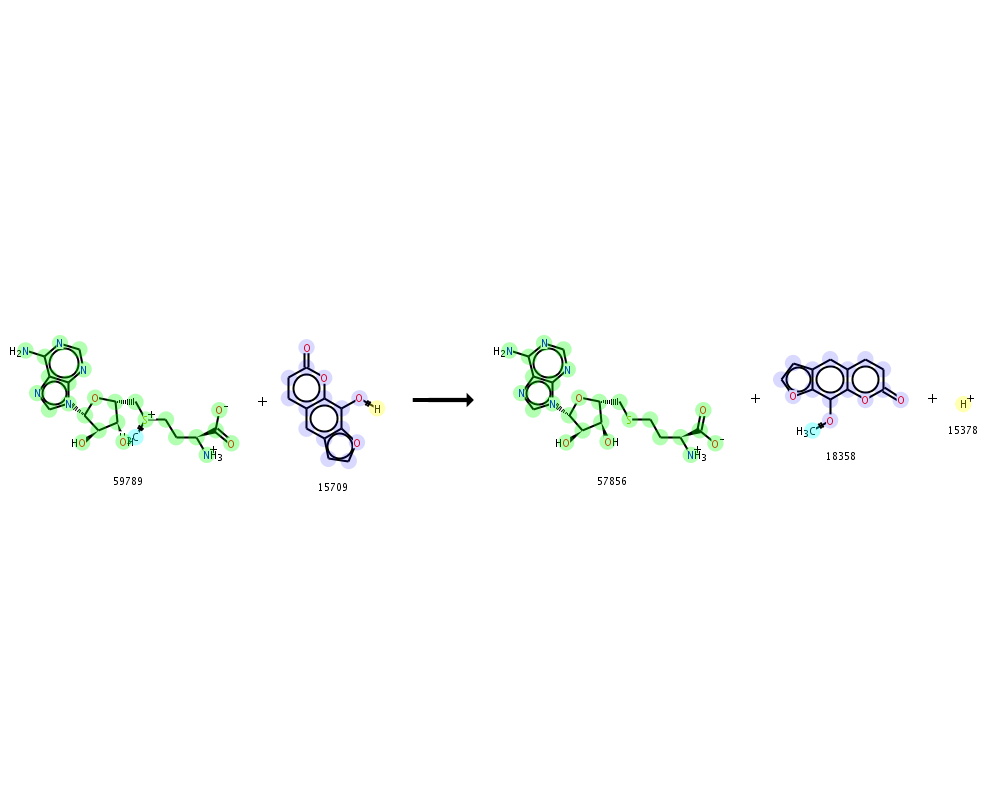 H2N N N N N O S+ H3C HO OH O- O NH3+ 59789
+
O O O H O 15709
H2N N N N N O S HO OH O O- NH3+ 57856
+
O O O O H3C 18358
+
H+ 15378